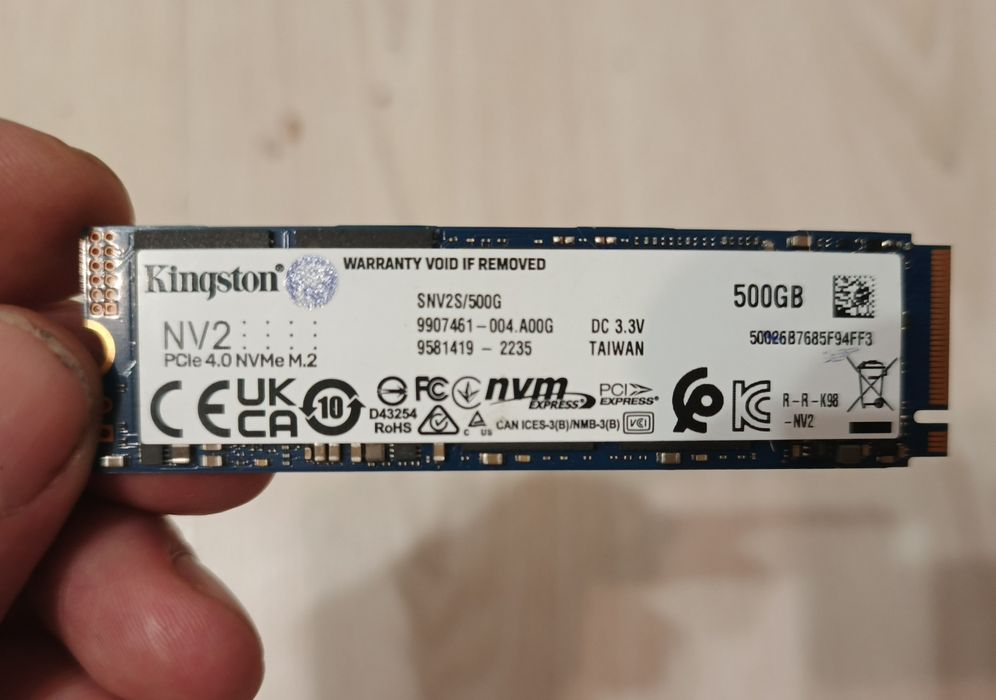 WARRANTY VOID IF REMOVED
Kingston®
SNV2S/500G
500GB
NV2
9907461-004.A00G
DC 3.3V
50026B7685F94FF3
9581419 - 2235
TAIWAN
PCIe 4.0 NVMe M.2
CE
UK
CA
10
D43254
RoHS
FC
nvm
EXPRESS®
PCI
EXPRESS®
C US
CAN ICES-3(B)/NMB-3(B)
VCI
R-R-K98
-NV2